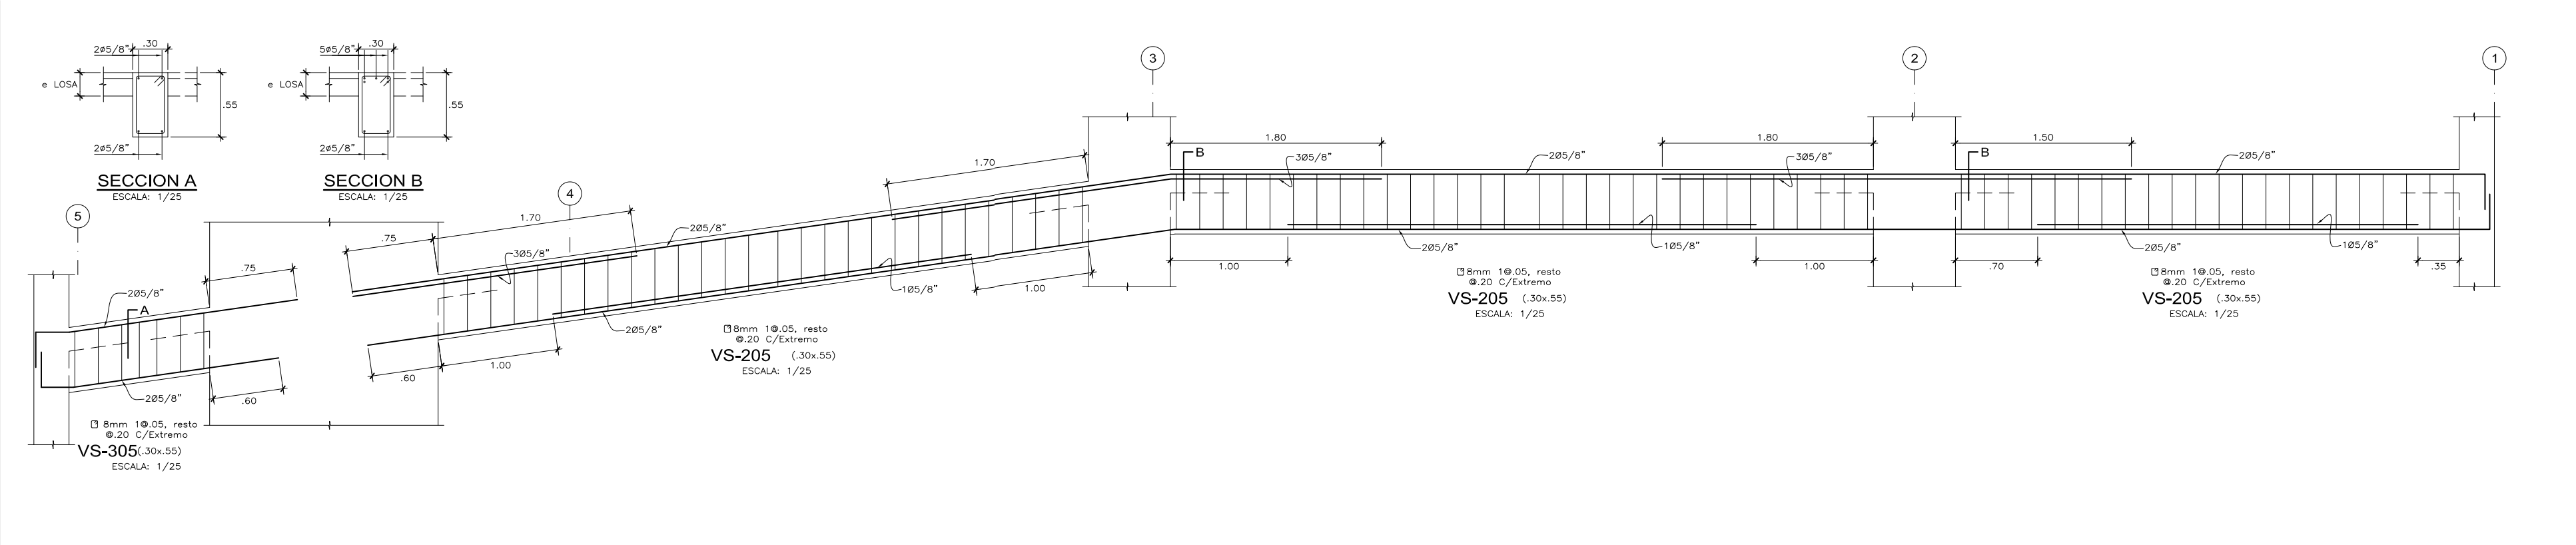 2ø5/8"
.30
e LOSA
.55
2ø5/8"
SECCION A
ESCALA: 1/25
5ø5/8"
.30
e LOSA
.55
2ø5/8"
SECCION B
ESCALA: 1/25
5
4
3
2
1
.75
2Ø5/8"
A
2Ø5/8"
.60
8mm 1@.05, resto
@.20 C/Extremo
VS-305(.30x.55)
ESCALA: 1/25
.75
1.70
3Ø5/8"
2Ø5/8"
1.70
1Ø5/8"
1.00
2Ø5/8"
.60
1.00
8mm 1@.05, resto
@.20 C/Extremo
VS-205 (.30x.55)
ESCALA: 1/25
1.80
B
3Ø5/8"
2Ø5/8"
1.80
3Ø5/8"
2Ø5/8"
1Ø5/8"
1.00
1.00
8mm 1@.05, resto
@.20 C/Extremo
VS-205 (.30x.55)
ESCALA: 1/25
1.50
B
2Ø5/8"
2Ø5/8"
1Ø5/8"
.70
.35
8mm 1@.05, resto
@.20 C/Extremo
VS-205 (.30x.55)
ESCALA: 1/25